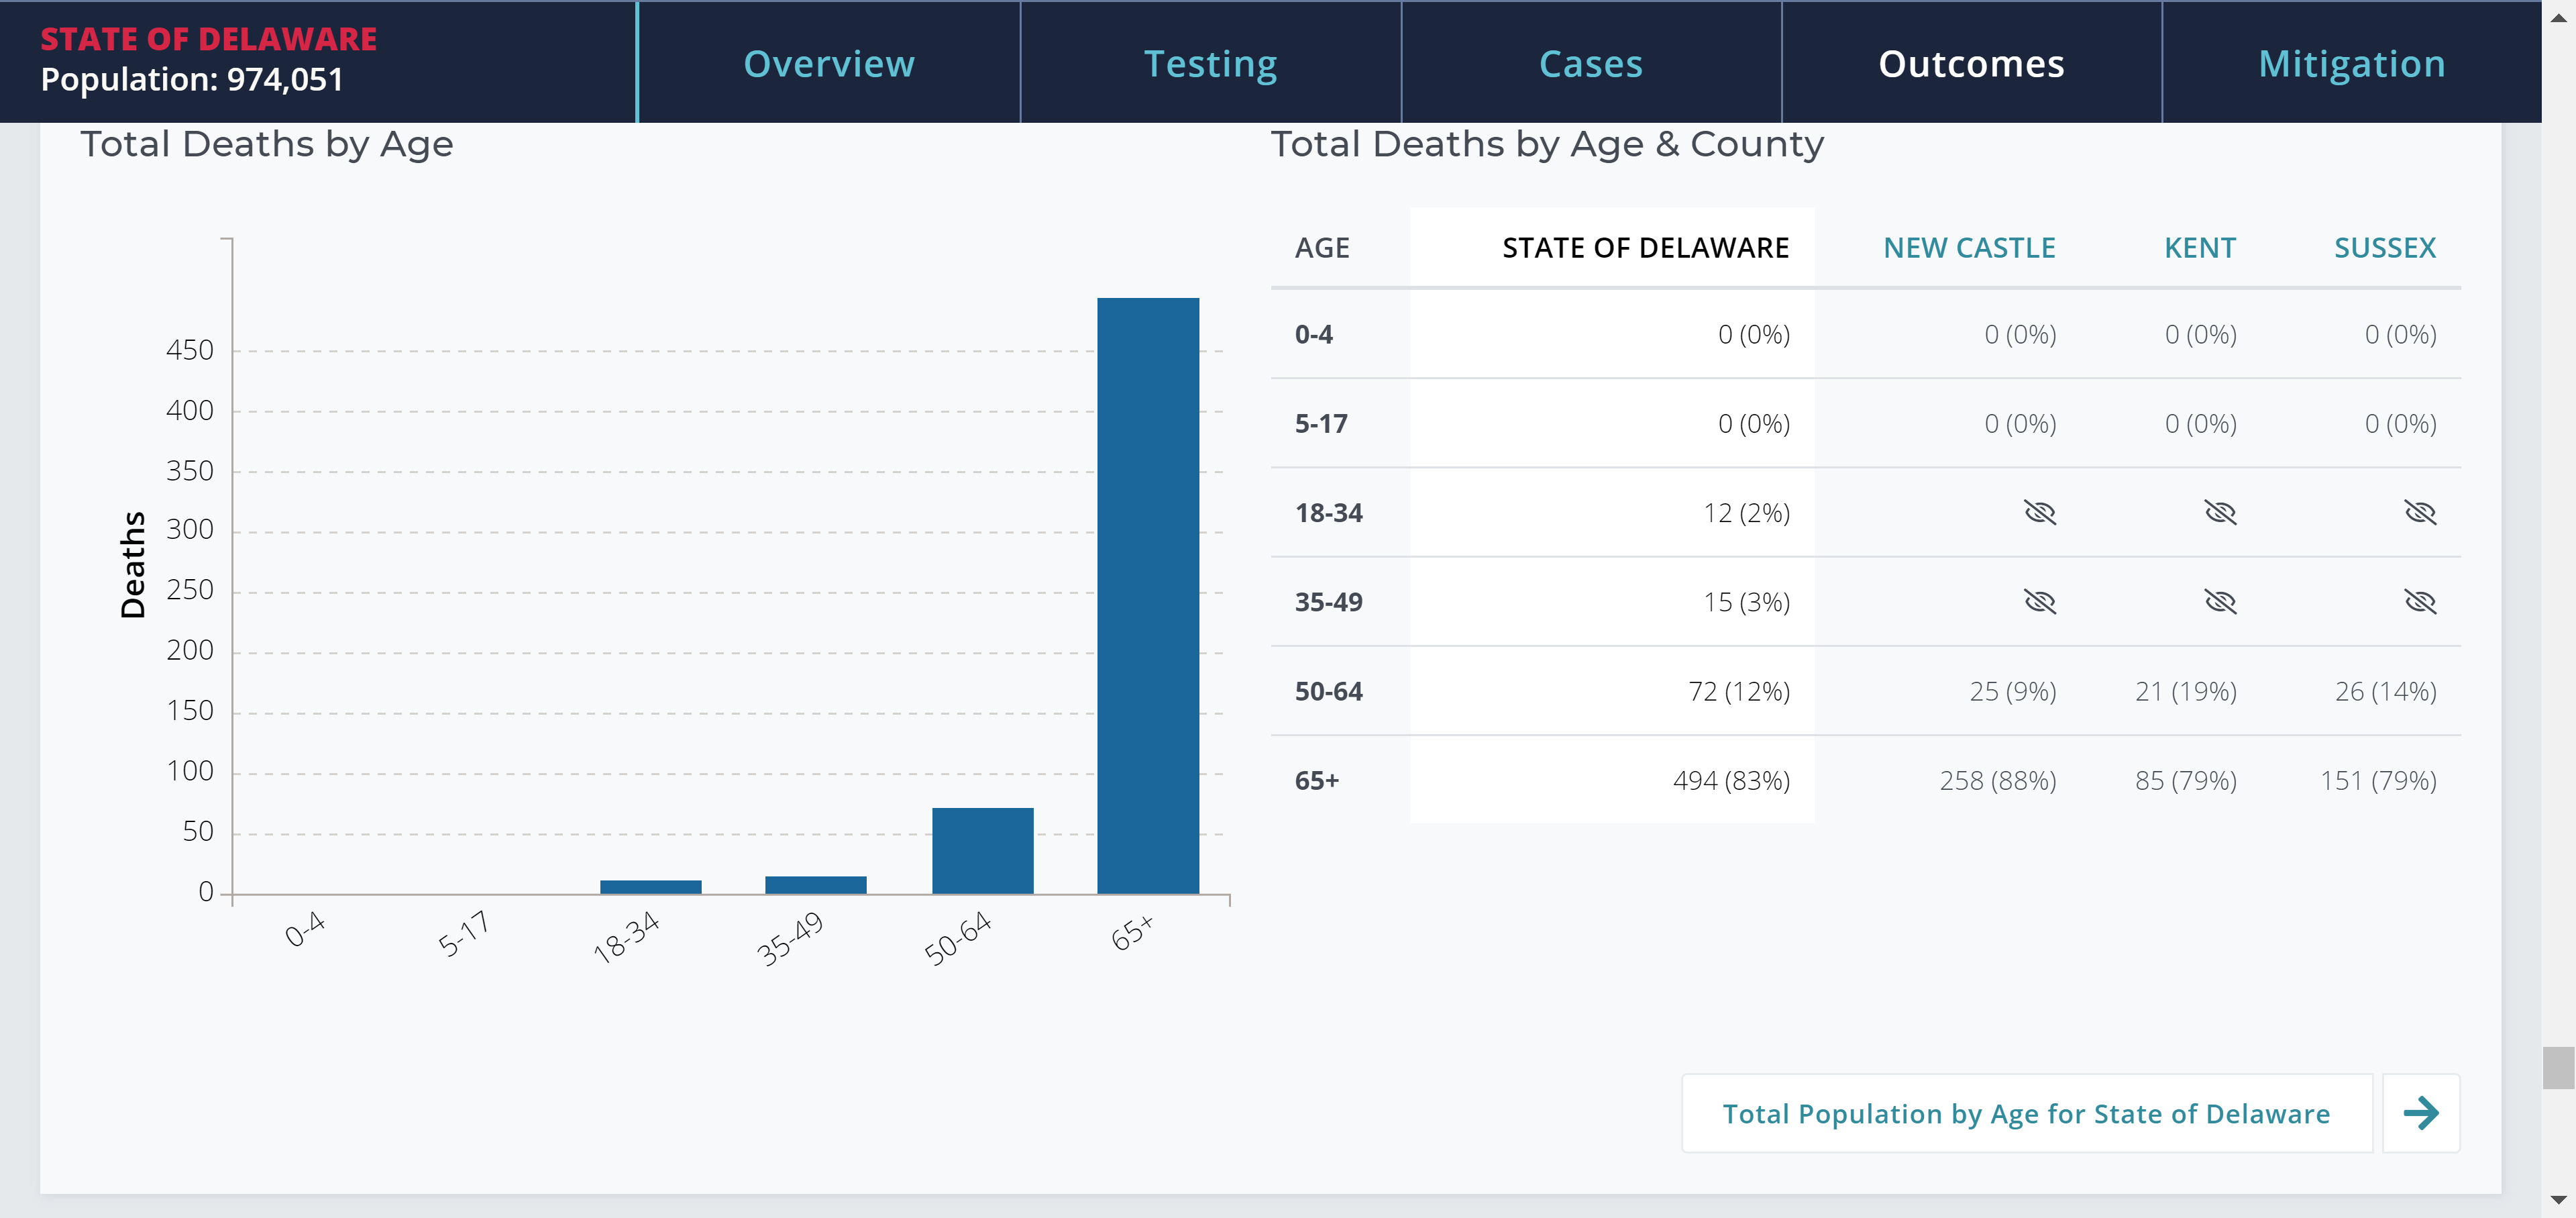 STATE OF DELAWARE
Population: 974,051
Overview
Testing
Cases
Outcomes
Mitigation
Total Deaths by Age
Deaths
450
400
350
300
250
200
150
100
50
0
0-4
5-17
18-34
35-49
50-64
65+
Total Deaths by Age & County
AGE STATE OF DELAWARE NEW CASTLE KENT SUSSEX
0-4 0 (0%) 0 (0%) 0 (0%) 0 (0%)
5-17 0 (0%) 0 (0%) 0 (0%) 0 (0%)
18-34 12 (2%)
35-49 15 (3%)
50-64 72 (12%) 25 (9%) 21 (19%) 26 (14%)
65+ 494 (83%) 258 (88%) 85 (79%) 151 (79%)
Total Population by Age for State of Delaware